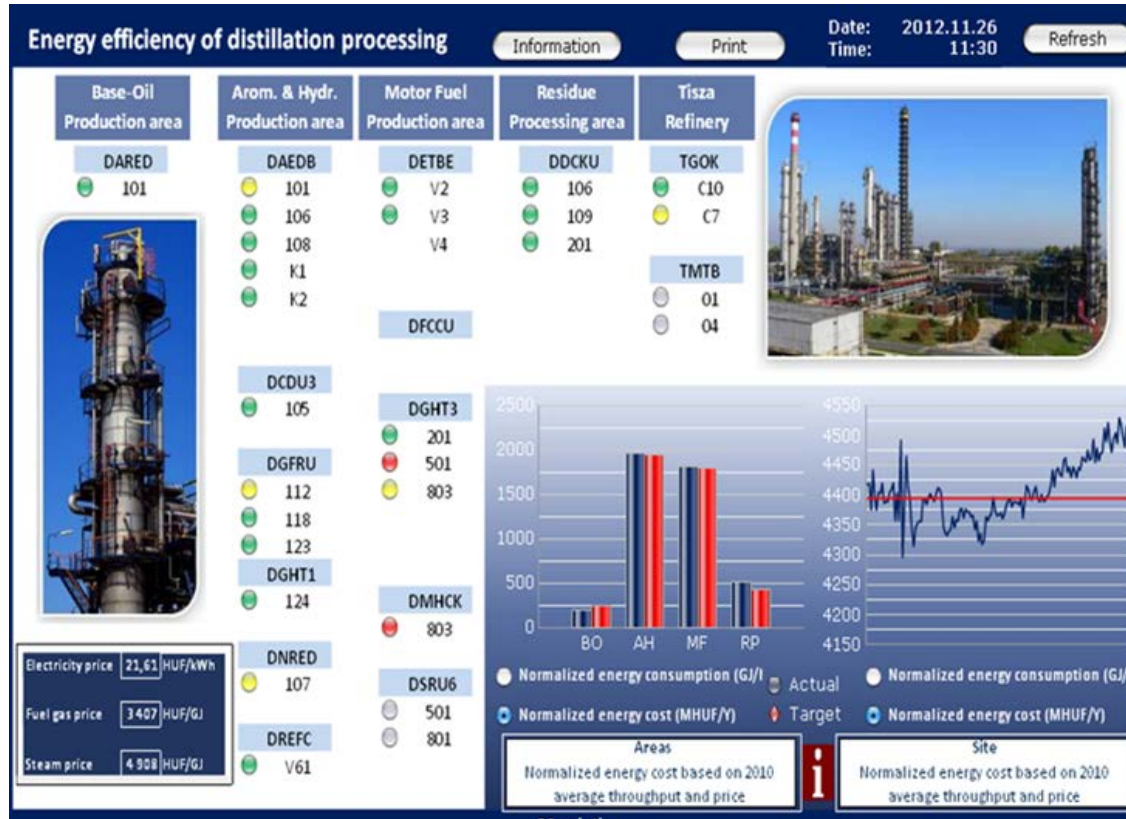 Energy efficiency of distillation processing
Information
Print
Date: 2012.11.26
Time: 11:30
Refresh
Base-Oil
Production area
Arom. & Hydr.
Production area
Motor Fuel
Production area
Residue
Processing area
Tisza
Refinery
DARED
101
DAEDB
101
106
108
K1
K2
DCDU3
105
DGFRU
112
118
123
DGHT1
124
DNRED
107
DREFC
V61
DETBE
V2
V3
V4
DFCCU
DGHT3
201
501
803
DMHCK
803
DSRU6
501
801
DDCKU
106
109
201
TGOK
C10
C7
TMTB
01
04
Electricity price 21,61 HUF/kWh
Fuel gas price 3407 HUF/GJ
Steam price 4 908 HUF/GJ
2500
2000
1500
1000
500
0
BO AH MF RP
Normalized energy consumption (GJ/
Normalized energy cost (MHUF/Y)
Actual
Target
4550
4500
4450
4400
4350
4300
4250
4200
4150
Normalized energy consumption (GJ/
Normalized energy cost (MHUF/Y)
Areas
Normalized energy cost based on 2010
average throughput and price
i
Site
Normalized energy cost based on 2010
average throughput and price